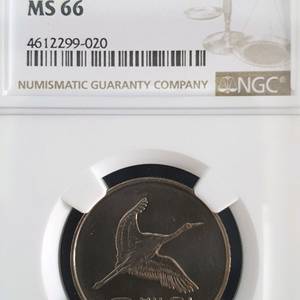 MS 66
4612299-020
NUMISMATIC GUARANTY COMPANY
NGC®